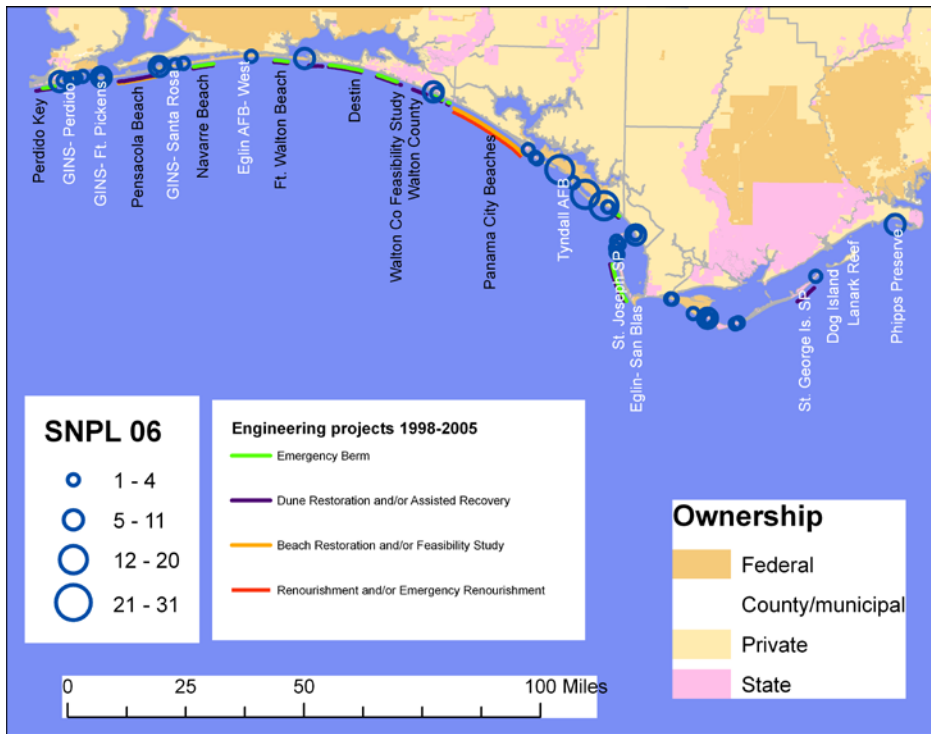 Perdido Key
GINS- Perdido
GINS- Ft. Pickens
Pensacola Beach
GINS- Santa Rosa
Navarre Beach
Eglin AFB- West
Ft. Walton Beach
Destin
Walton Co Feasibility Study
Walton County
Panama City Beaches
Tyndall AFB
St. Joseph SP
Eglin- San Blas
St. George Is. SP
Dog Island
Lanark Reef
Phipps Preserve
SNPL 06
1 - 4
5 - 11
12 - 20
21 - 31
Engineering projects 1998-2005
Emergency Berm
Dune Restoration and/or Assisted Recovery
Beach Restoration and/or Feasibility Study
Renourishment and/or Emergency Renourishment
Ownership
Federal
County/municipal
Private
State
0 25 50 100 Miles